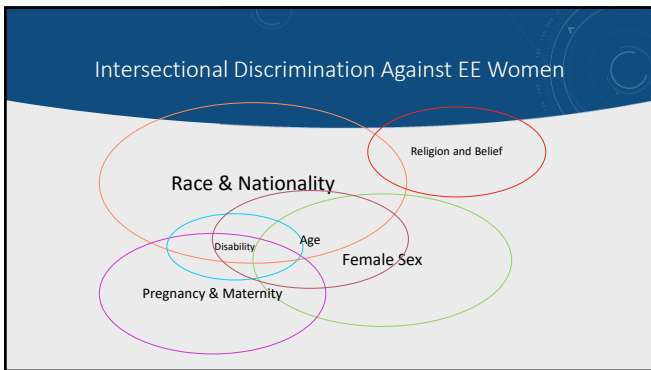 Intersectional Discrimination Against EE Women
Religion and Belief
Race & Nationality
Age
Disability
Female Sex
Pregnancy & Maternity